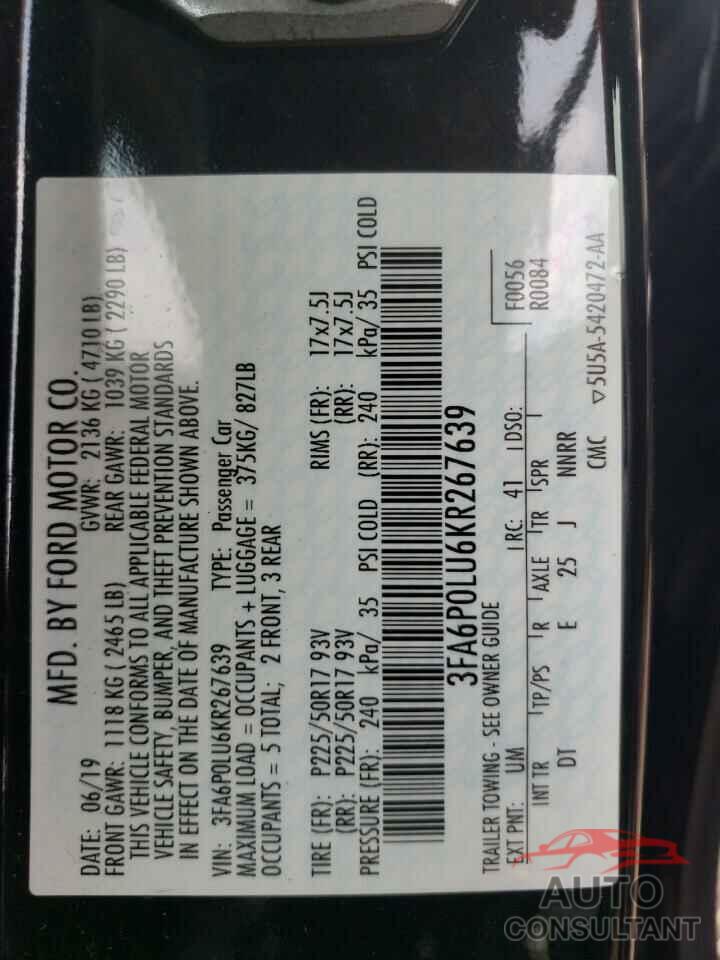 MFD. BY FORD MOTOR CO.
DATE: 06/19 GVWR: 2136 KG ( 4710 LB)
FRONT GAWR: 1118 KG ( 2465 LB) REAR GAWR: 1039 KG ( 2290 LB)
THIS VEHICLE CONFORMS TO ALL APPLICABLE FEDERAL MOTOR
VEHICLE SAFETY, BUMPER, AND THEFT PREVENTION STANDARDS
IN EFFECT ON THE DATE OF MANUFACTURE SHOWN ABOVE.
VIN: 3FA6P0LU6KR267639 TYPE: Passenger Car
MAXIMUM LOAD = OCCUPANTS + LUGGAGE = 375KG/ 827LB
OCCUPANTS = 5 TOTAL; 2 FRONT, 3 REAR
TIRE (FR): P225/50R17 93V RIMS (FR): 17x7.5J
(RR): P225/50R17 93V (RR): 17x7.5J
PRESSURE (FR): 240 kPa/ 35 PSI COLD (RR): 240 kPa/ 35 PSI COLD
3FA6P0LU6KR267639
TRAILER TOWING - SEE OWNER GUIDE F0056
EXT PNT: UM RC: 41 DSO: R0084
INT TR TP/PS R AXLE TR SPR
DT E 25 J NNRR
CMC ▽5U5A-5420472-AA
AUTO
CONSULTANT